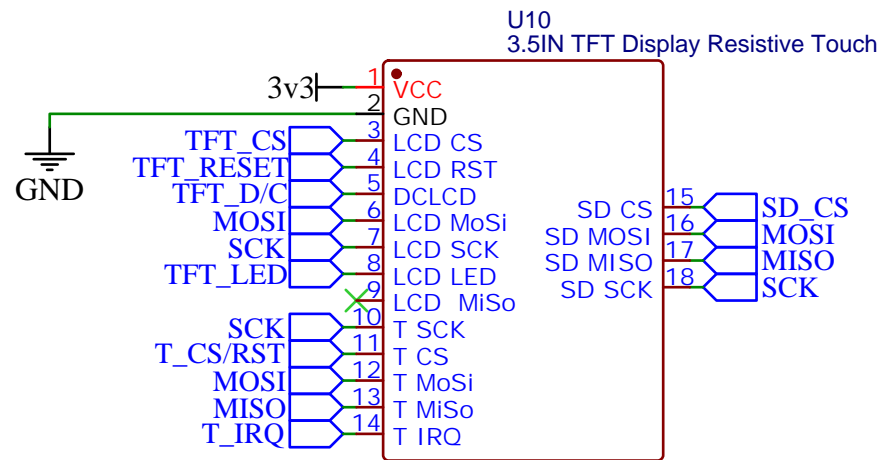 U10
3.5IN TFT Display Resistive Touch
3v3 1 VCC
2 GND
GND
TFT_CS 3 LCD CS
TFT_RESET 4 LCD RST
TFT_D/C 5 DCLCD
MOSI 6 LCD MoSi
SCK 7 LCD SCK
TFT_LED 8 LCD LED
9 LCD MiSo
SCK 10 T SCK
T_CS/RST 11 T CS
MOSI 12 T MoSi
MISO 13 T MiSo
T_IRQ 14 T IRQ
SD CS 15 SD_CS
SD MOSI 16 MOSI
SD MISO 17 MISO
SD SCK 18 SCK